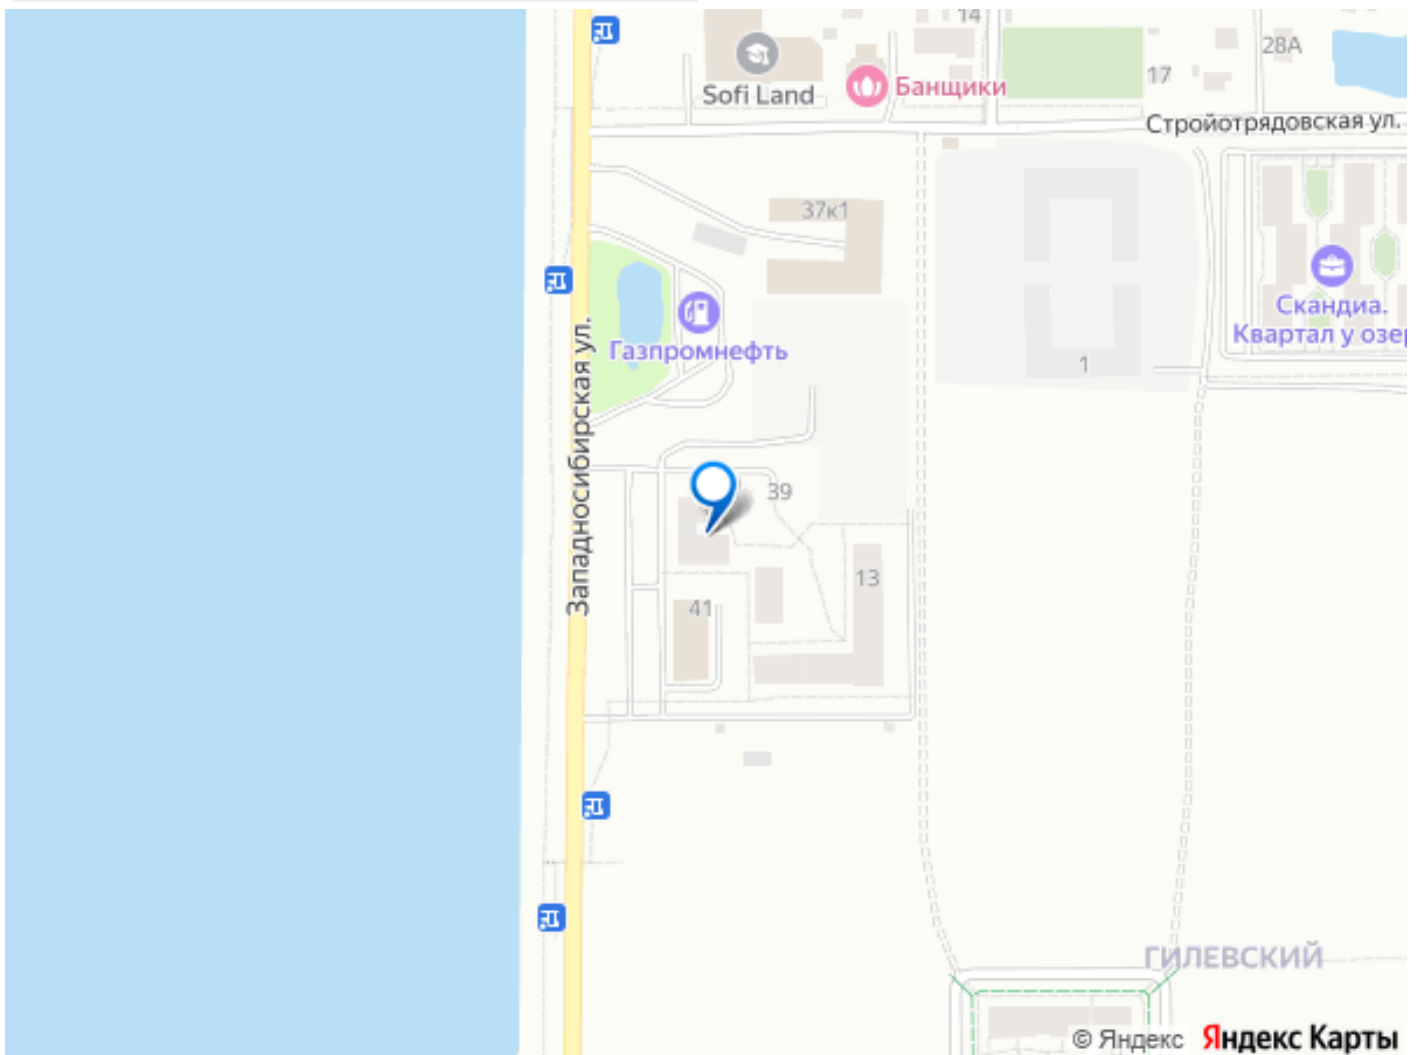 14
28А
Sofi Land
Банщики
17
Стройотрядовская ул.
37к1
Скандиа.
Квартал у озер
Газпромнефть
1
Западносибирская ул.
39
13
41
ГИЛЕВСКИЙ
© Яндекс Яндекс Карты